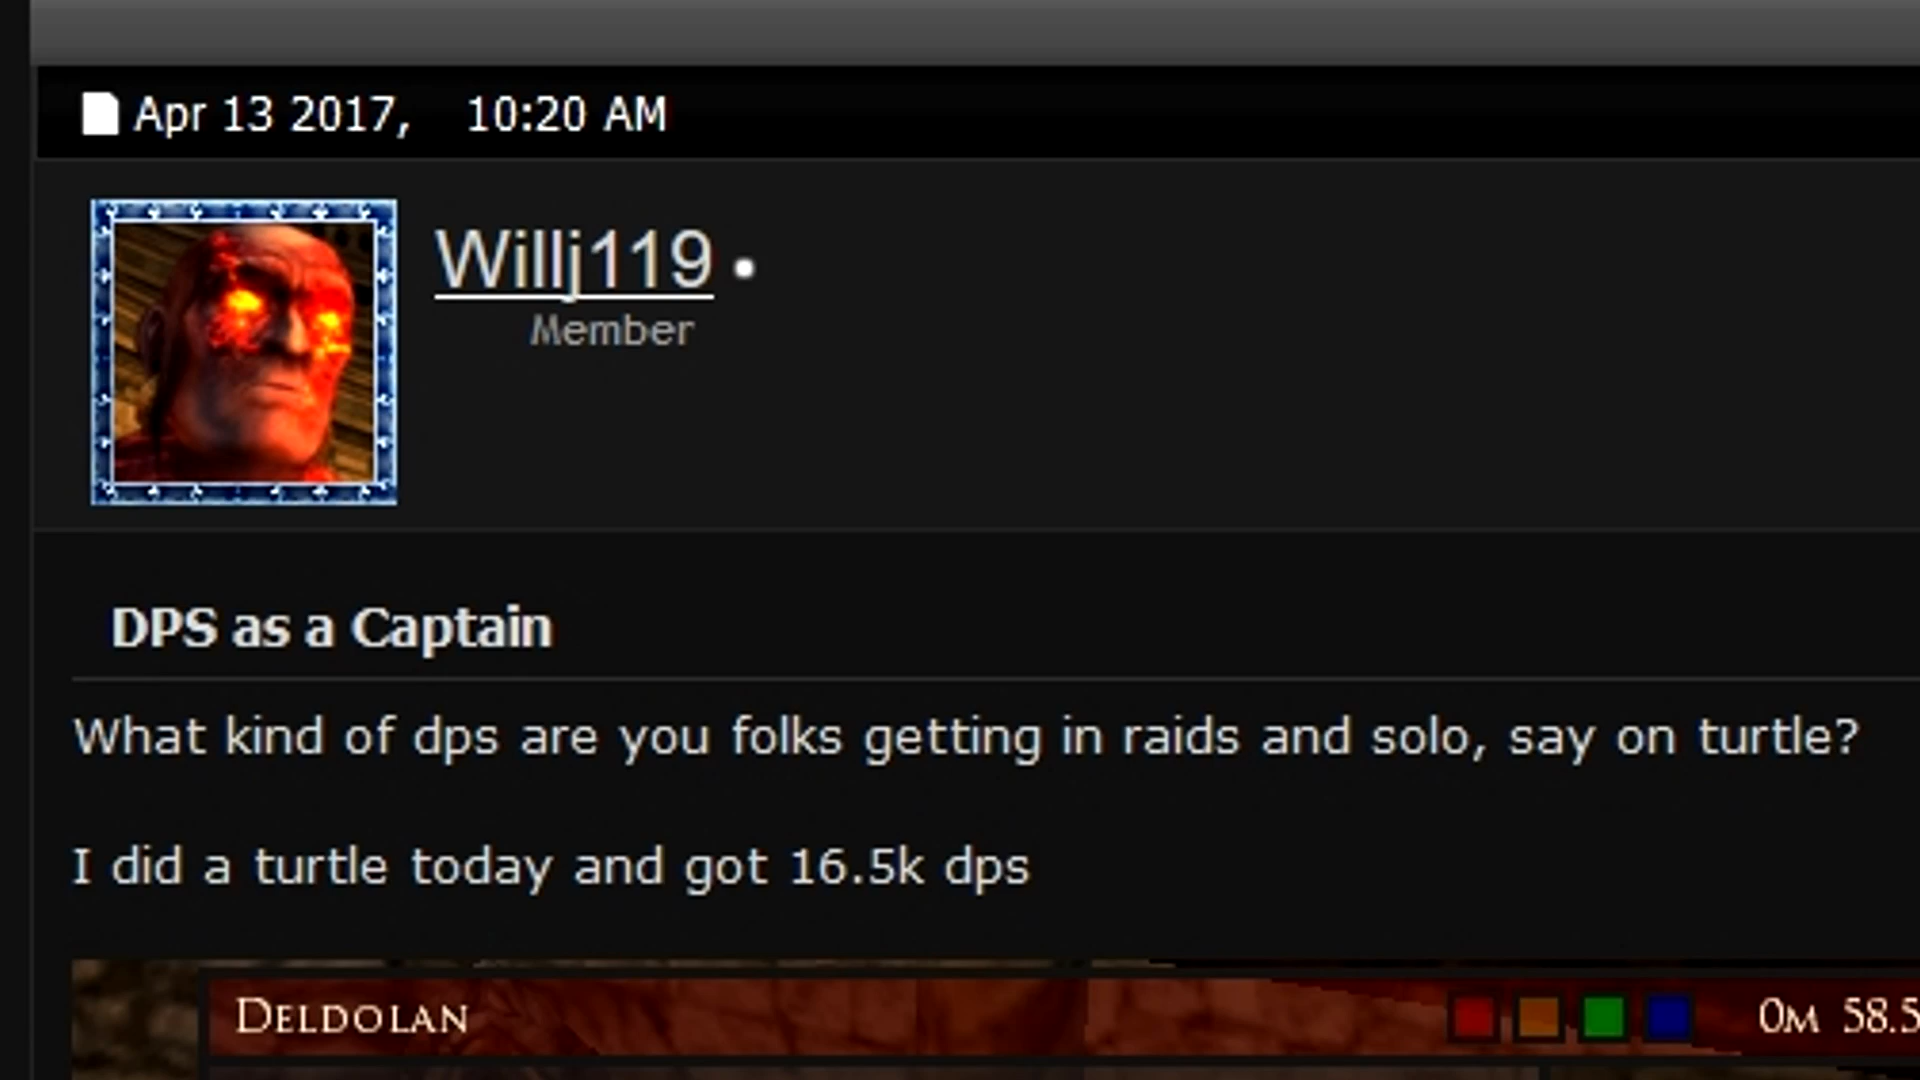 Apr 13 2017, 10:20 AM
Willj119
Member
DPS as a Captain
What kind of dps are you folks getting in raids and solo, say on turtle?
I did a turtle today and got 16.5k dps
DELDOLAN 0M 58.5